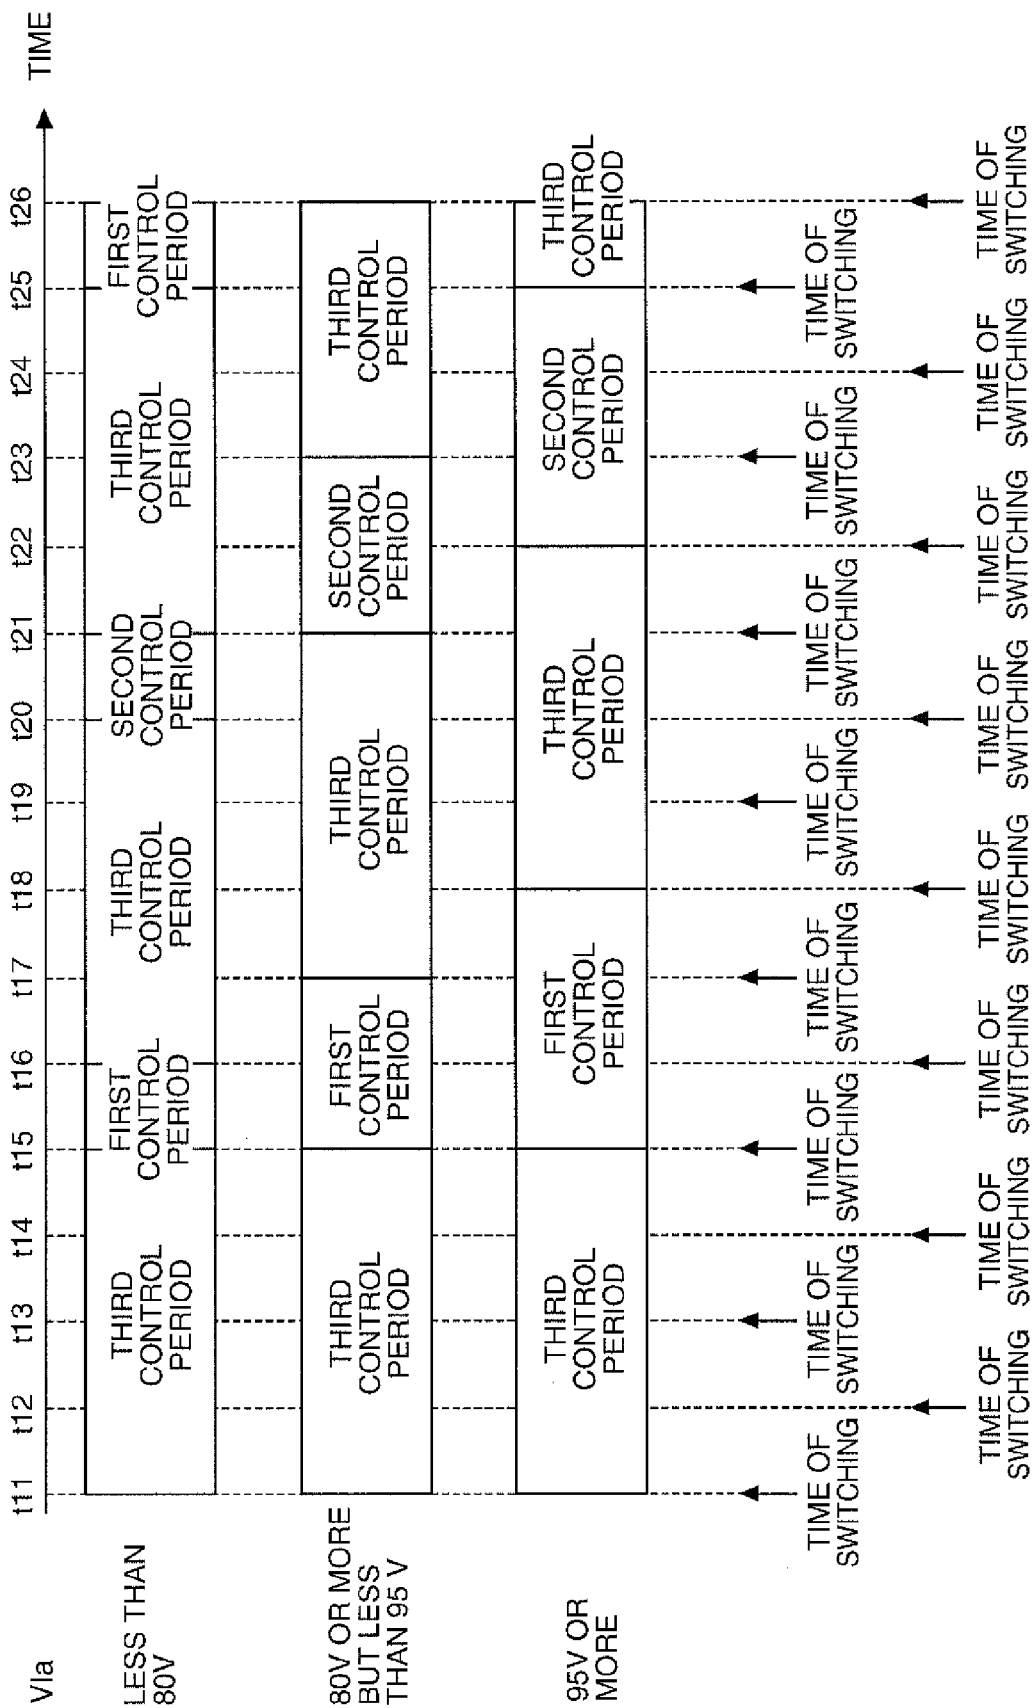 TIME
t11
t12
t13
t14
t15
t16
t17
t18
t19
t20
t21
t22
t23
t24
t25
t26
VIa
LESS THAN
80V
THIRD
CONTROL
PERIOD
FIRST
CONTROL
PERIOD
THIRD
CONTROL
PERIOD
SECOND
CONTROL
PERIOD
THIRD
CONTROL
PERIOD
FIRST
CONTROL
PERIOD
80V OR MORE
BUT LESS
THAN 95 V
THIRD
CONTROL
PERIOD
FIRST
CONTROL
PERIOD
THIRD
CONTROL
PERIOD
SECOND
CONTROL
PERIOD
THIRD
CONTROL
PERIOD
95V OR
MORE
THIRD
CONTROL
PERIOD
FIRST
CONTROL
PERIOD
THIRD
CONTROL
PERIOD
SECOND
CONTROL
PERIOD
THIRD
CONTROL
PERIOD
TIME OF
SWITCHING
TIME OF
SWITCHING
TIME OF
SWITCHING
TIME OF
SWITCHING
TIME OF
SWITCHING
TIME OF
SWITCHING
TIME OF
SWITCHING
TIME OF
SWITCHING
TIME OF
SWITCHING
TIME OF
SWITCHING
TIME OF
SWITCHING
TIME OF
SWITCHING
TIME OF
SWITCHING
TIME OF
SWITCHING
TIME OF
SWITCHING
TIME OF
SWITCHING